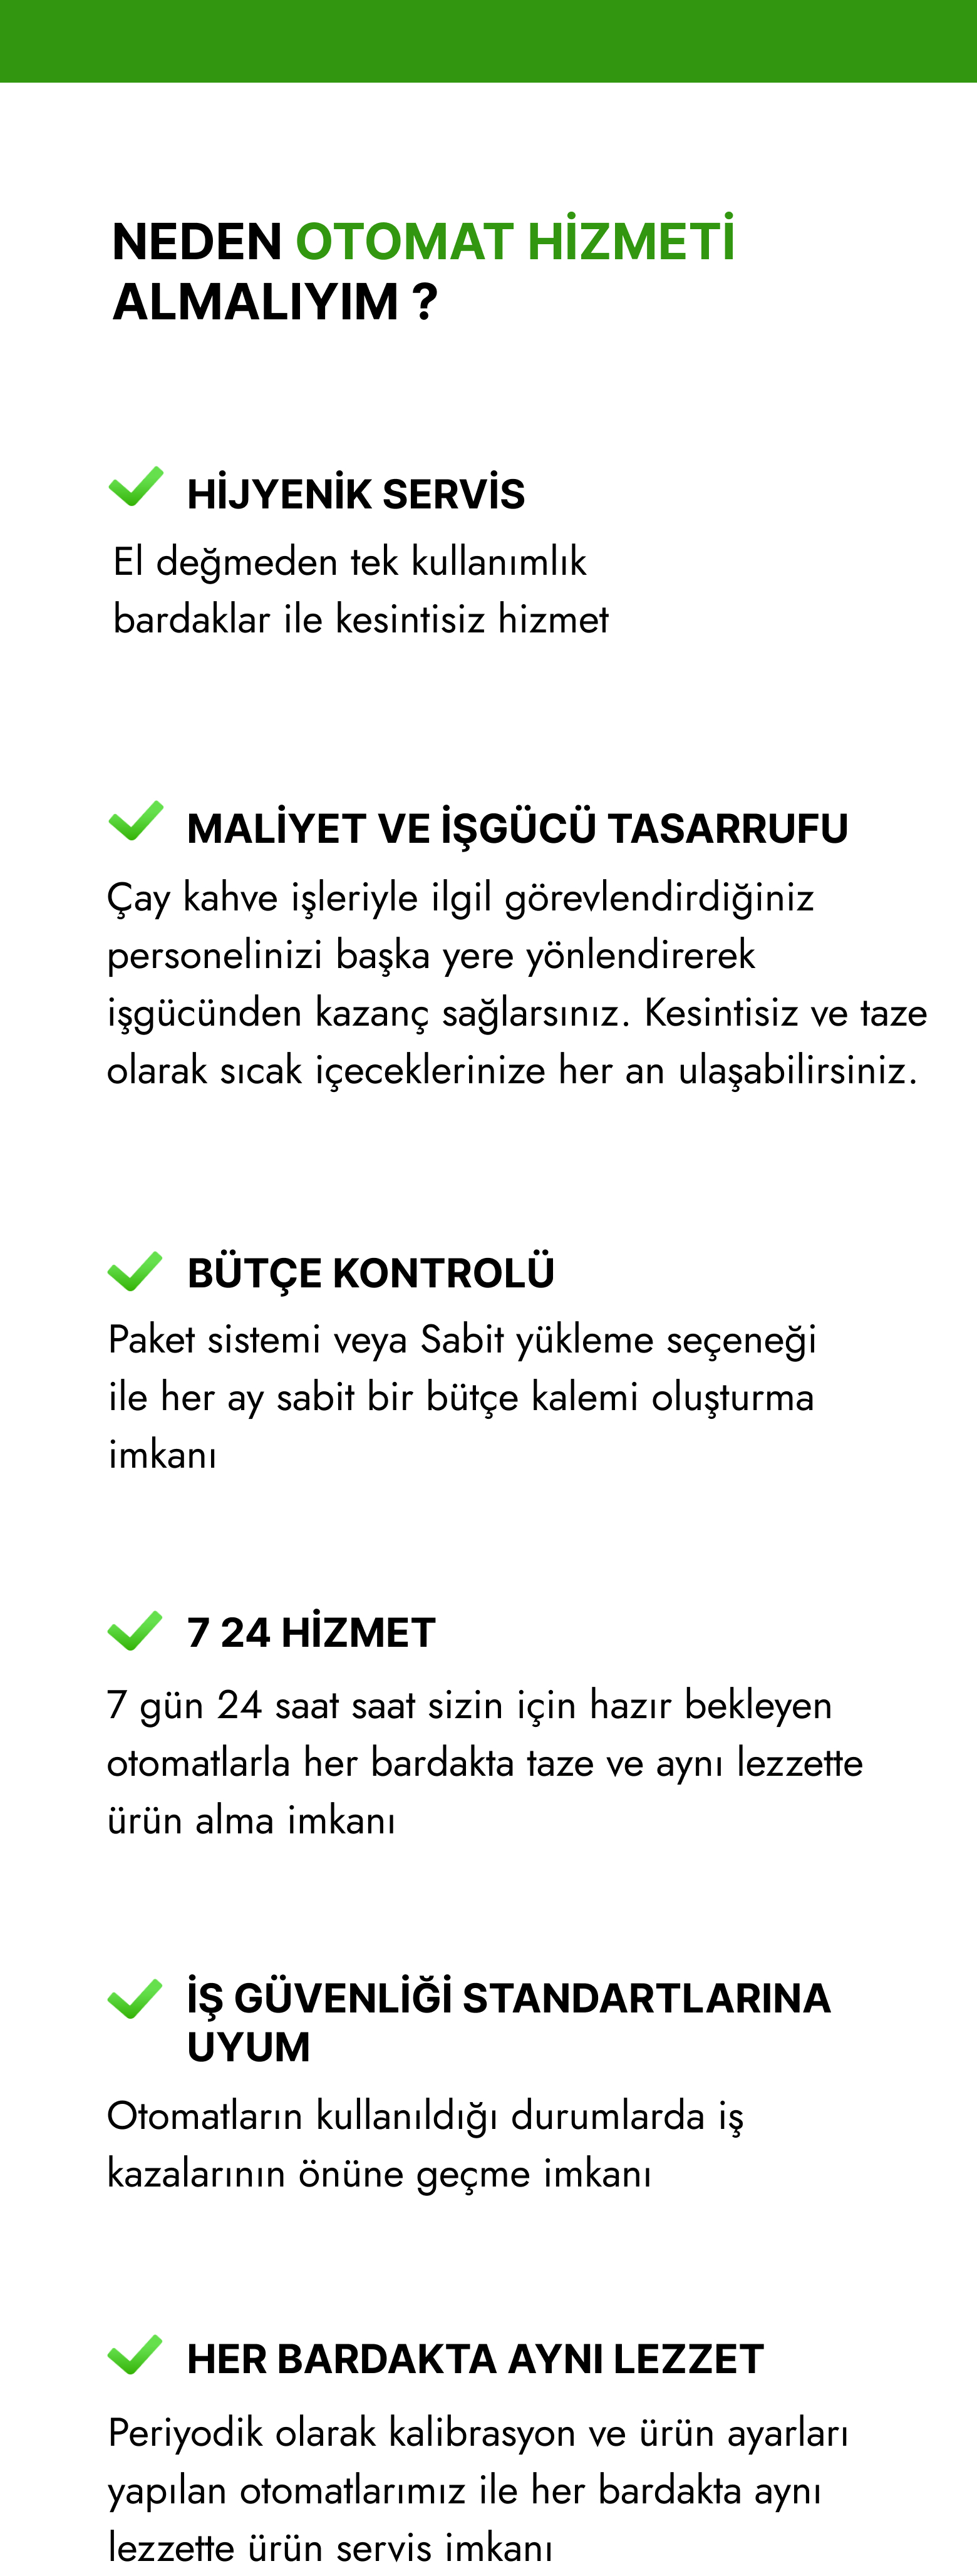 NEDEN OTOMAT HİZMETİ
ALMALIYIM ?
HİJYENİK SERVİS
El değmeden tek kullanımlık
bardaklar ile kesintisiz hizmet
MALİYET VE İŞGÜCÜ TASARRUFU
Çay kahve işleriyle ilgil görevlendirdiğiniz
personelinizi başka yere yönlendirerek
işgücünden kazanç sağlarsınız. Kesintisiz ve taze
olarak sıcak içeceklerinize her an ulaşabilirsiniz.
BÜTÇE KONTROLÜ
Paket sistemi veya Sabit yükleme seçeneği
ile her ay sabit bir bütçe kalemi oluşturma
imkanı
7 24 HİZMET
7 gün 24 saat saat sizin için hazır bekleyen
otomatlarla her bardakta taze ve aynı lezzette
ürün alma imkanı
İŞ GÜVENLİĞİ STANDARTLARINA
UYUM
Otomatların kullanıldığı durumlarda iş
kazalarının önüne geçme imkanı
HER BARDAKTA AYNI LEZZET
Periyodik olarak kalibrasyon ve ürün ayarları
yapılan otomatlarımız ile her bardakta aynı
lezzette ürün servis imkanı